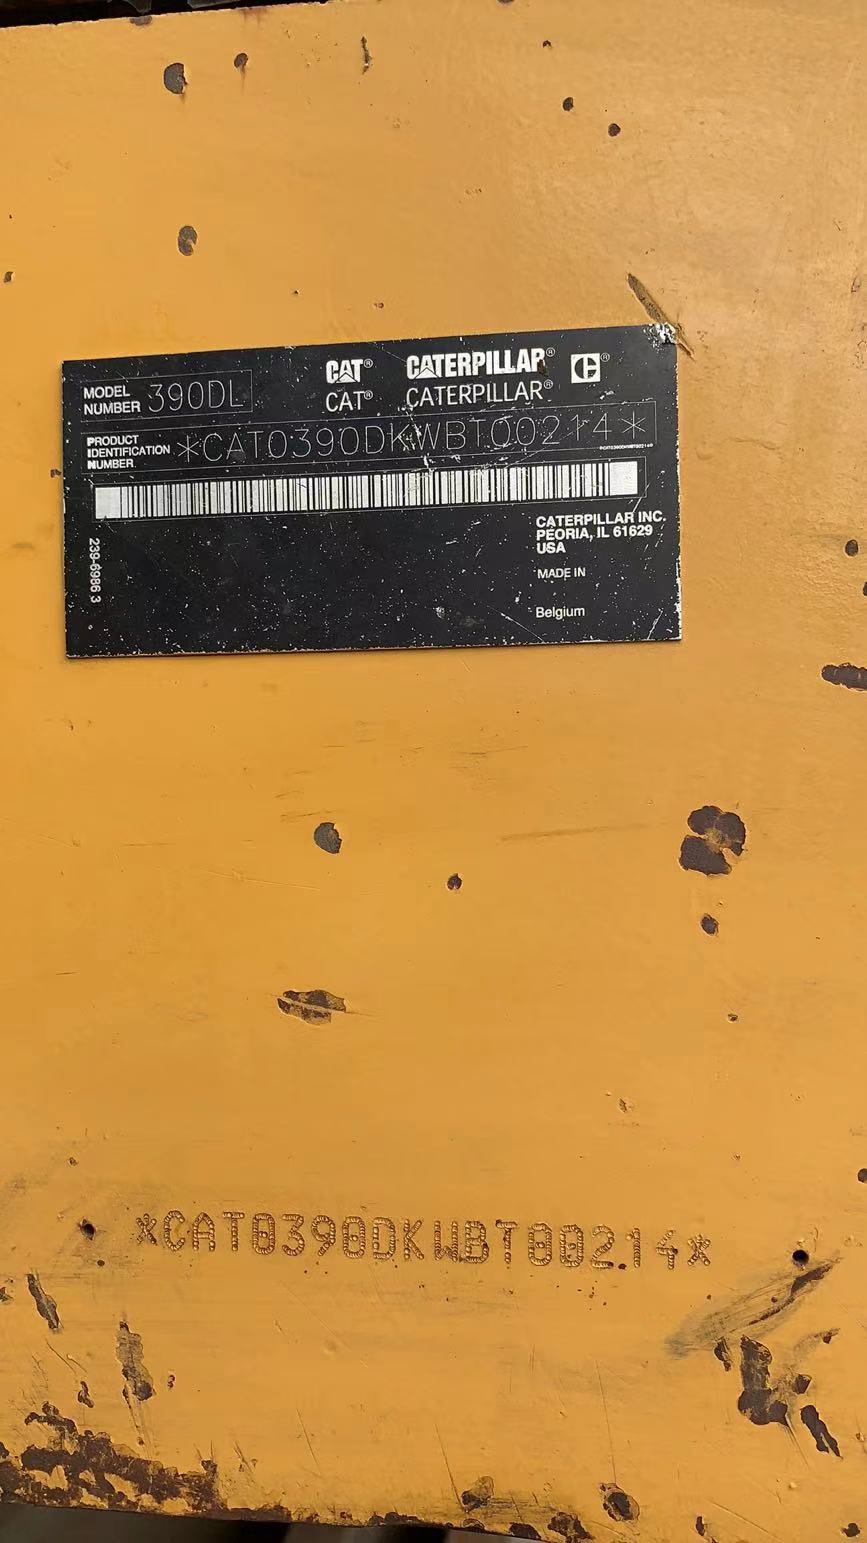 MODEL NUMBER 390DL
CAT® CATERPILLAR® C®
CAT® CATERPILLAR®
PRODUCT IDENTIFICATION NUMBER *CAT0390DKWBT00214*
*CAT0390DKWBT00214*
CATERPILLAR INC.
PEORIA, IL 61629
USA
MADE IN
Belgium
239-6986 3
*CAT0390DKWBT00214*